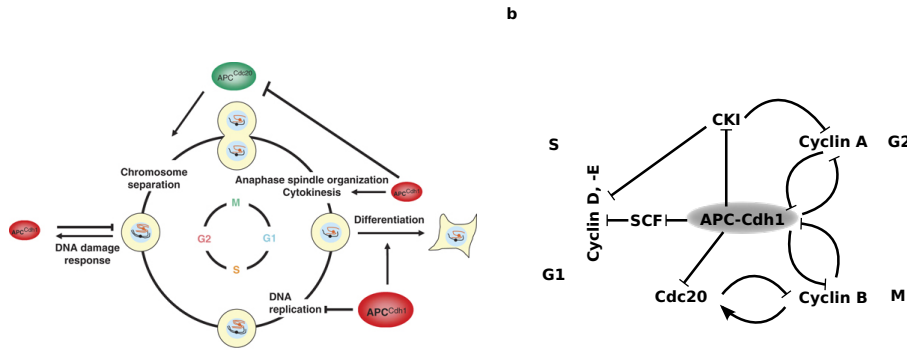 b
APC^Cdc20
Chromosome
separation
Anaphase spindle organization
Cytokinesis
APC^Cdh1
Differentiation
APC^Cdh1
DNA damage
response
M
G2
G1
S
DNA
replication
APC^Cdh1
CKI
S
Cyclin A
G2
Cyclin D, -E
SCF
APC-Cdh1
G1
Cdc20
Cyclin B
M